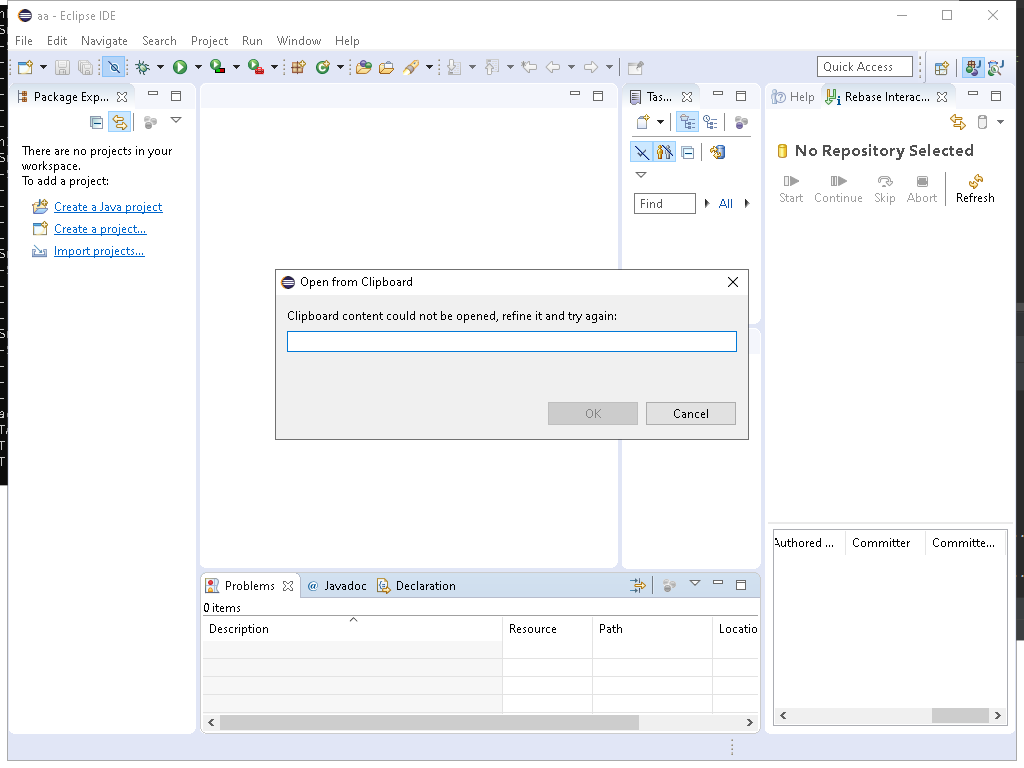 aa - Eclipse IDE
File Edit Navigate Search Project Run Window Help
Quick Access
Package Exp...
Tas...
Help
Rebase Interac...
There are no projects in your
workspace.
To add a project:
Create a Java project
Create a project...
Import projects...
Find
All
No Repository Selected
Start Continue Skip Abort Refresh
Open from Clipboard
Clipboard content could not be opened, refine it and try again:
OK
Cancel
Authored ... Committer Committe...
Problems
@ Javadoc
Declaration
0 items
Description Resource Path Locatio